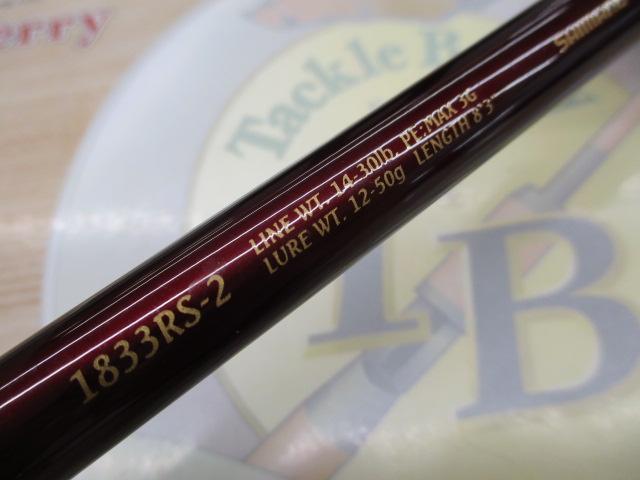 erry
Tackle B
SHIMANO
LINE WT. 14-30lb. PE:MAX 3G
LURE WT. 12-50g LENGTH 8'3"
1833RS-2
TB